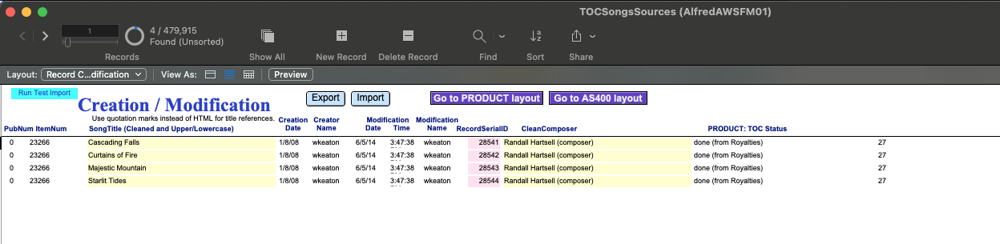 TOCSongsSources (AlfredAWSFM01)
1
4 / 479,915
Found (Unsorted)
Records
Show All
New Record
Delete Record
Find
Sort
Share
Layout: Record C...dification
View As:
Preview
Run Test Import
Creation / Modification
Export
Import
Go to PRODUCT layout
Go to AS400 layout
Use quotation marks instead of HTML for title references.
PubNum ItemNum SongTitle (Cleaned and Upper/Lowercase) Creation Date Creator Name Modification Date Time Modification Name RecordSerialID CleanComposer PRODUCT: TOC Status
0 23266 Cascading Falls 1/8/08 wkeaton 6/5/14 3:47:38 wkeaton 28541 Randall Hartsell (composer) done (from Royalties) 27
0 23266 Curtains of Fire 1/8/08 wkeaton 6/5/14 3:47:38 wkeaton 28542 Randall Hartsell (composer) done (from Royalties) 27
0 23266 Majestic Mountain 1/8/08 wkeaton 6/5/14 3:47:38 wkeaton 28543 Randall Hartsell (composer) done (from Royalties) 27
0 23266 Starlit Tides 1/8/08 wkeaton 6/5/14 3:47:38 wkeaton 28544 Randall Hartsell (composer) done (from Royalties) 27